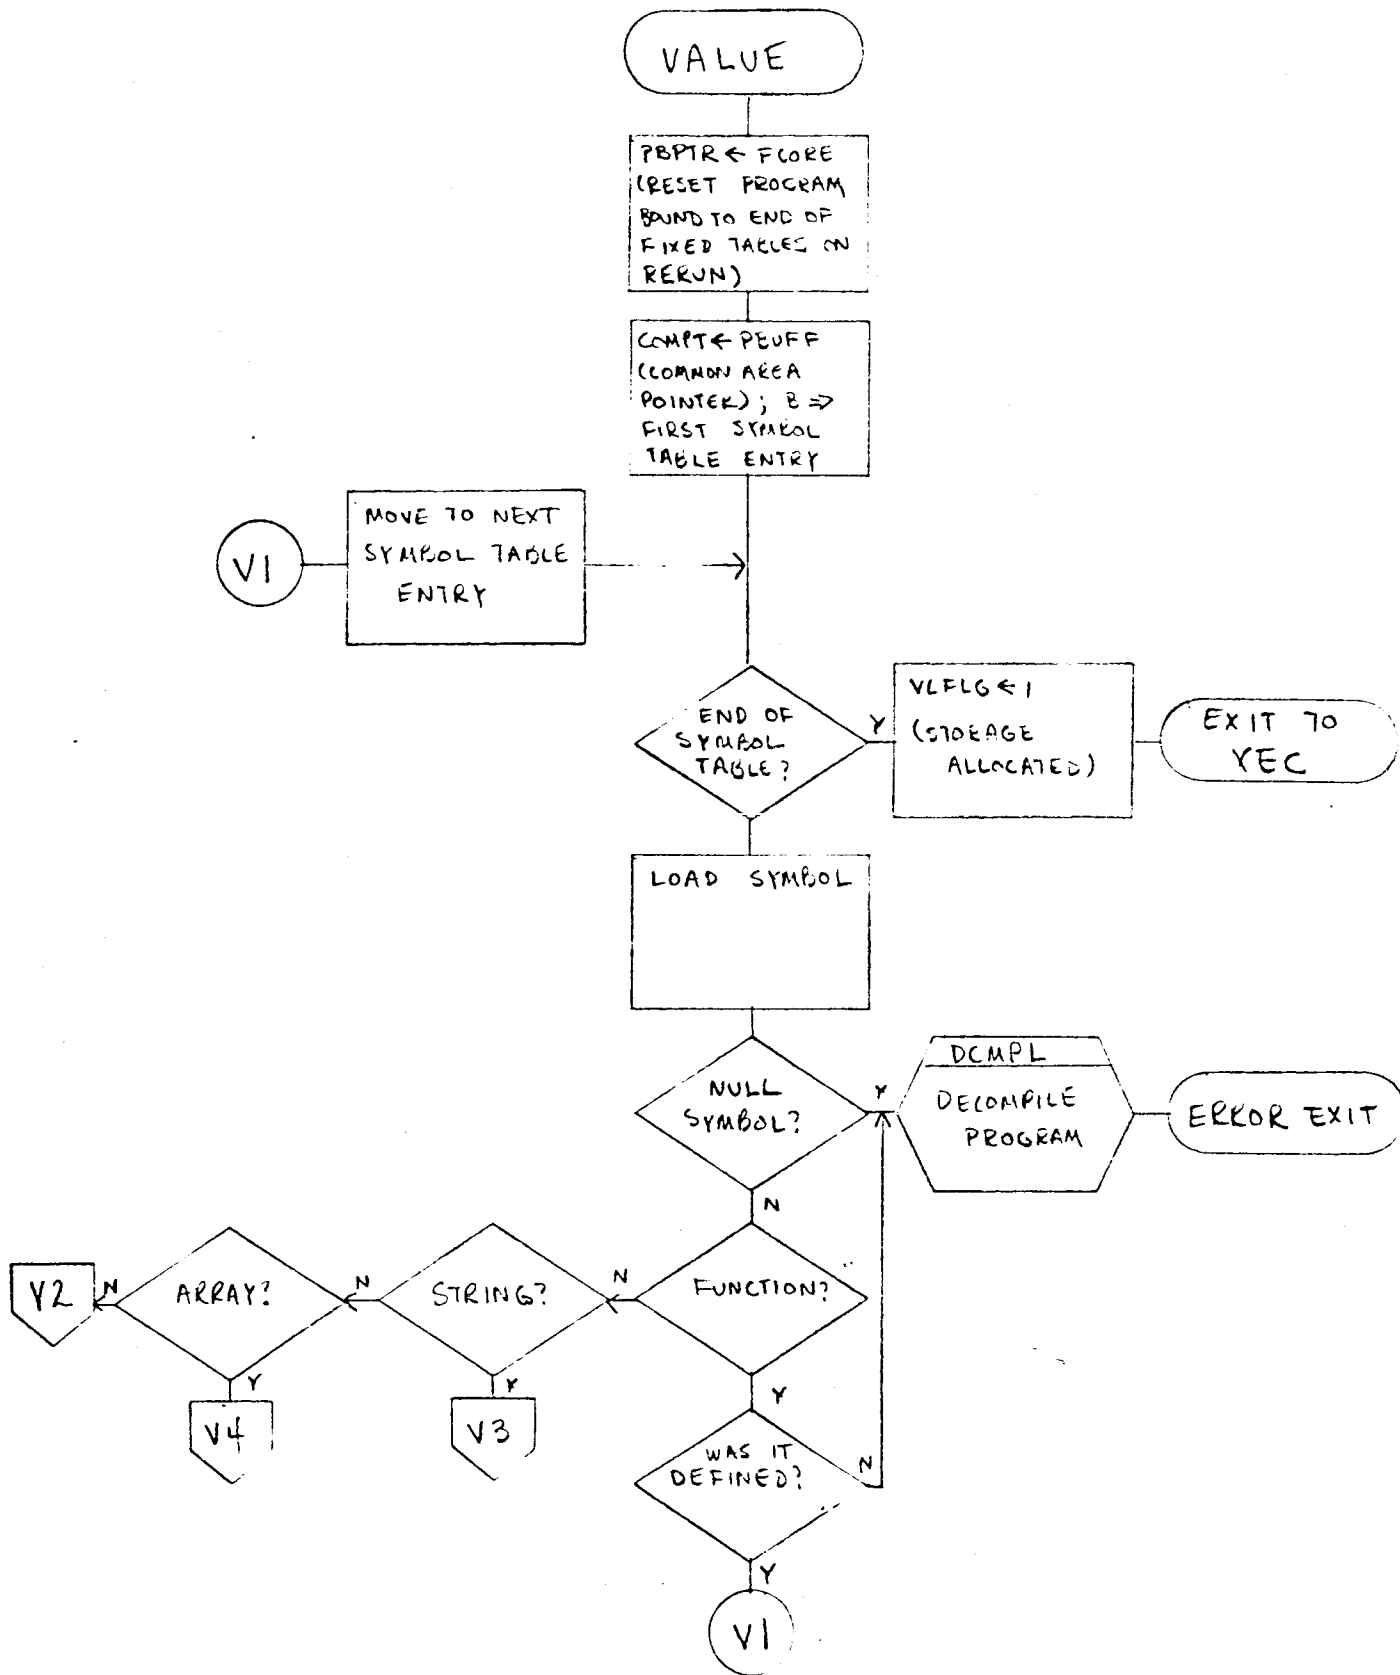 VALUE
PBPTR ← FCORE
(RESET PROGRAM
BOUND TO END OF
FIXED TABLES ON
RERUN)
COMPT ← PBUFF
(COMMON AREA
POINTER); B ⇒
FIRST SYMBOL
TABLE ENTRY
V1
MOVE TO NEXT
SYMBOL TABLE
ENTRY
END OF
SYMBOL
TABLE?
Y
VLFLG ← 1
(STORAGE
ALLOCATED)
EXIT TO
XEC
LOAD SYMBOL
NULL
SYMBOL?
Y
DCMPL
DECOMPILE
PROGRAM
ERROR EXIT
N
V2
N
ARRAY?
N
STRING?
N
FUNCTION?
Y
V4
Y
V3
Y
WAS IT
DEFINED?
N
Y
V1